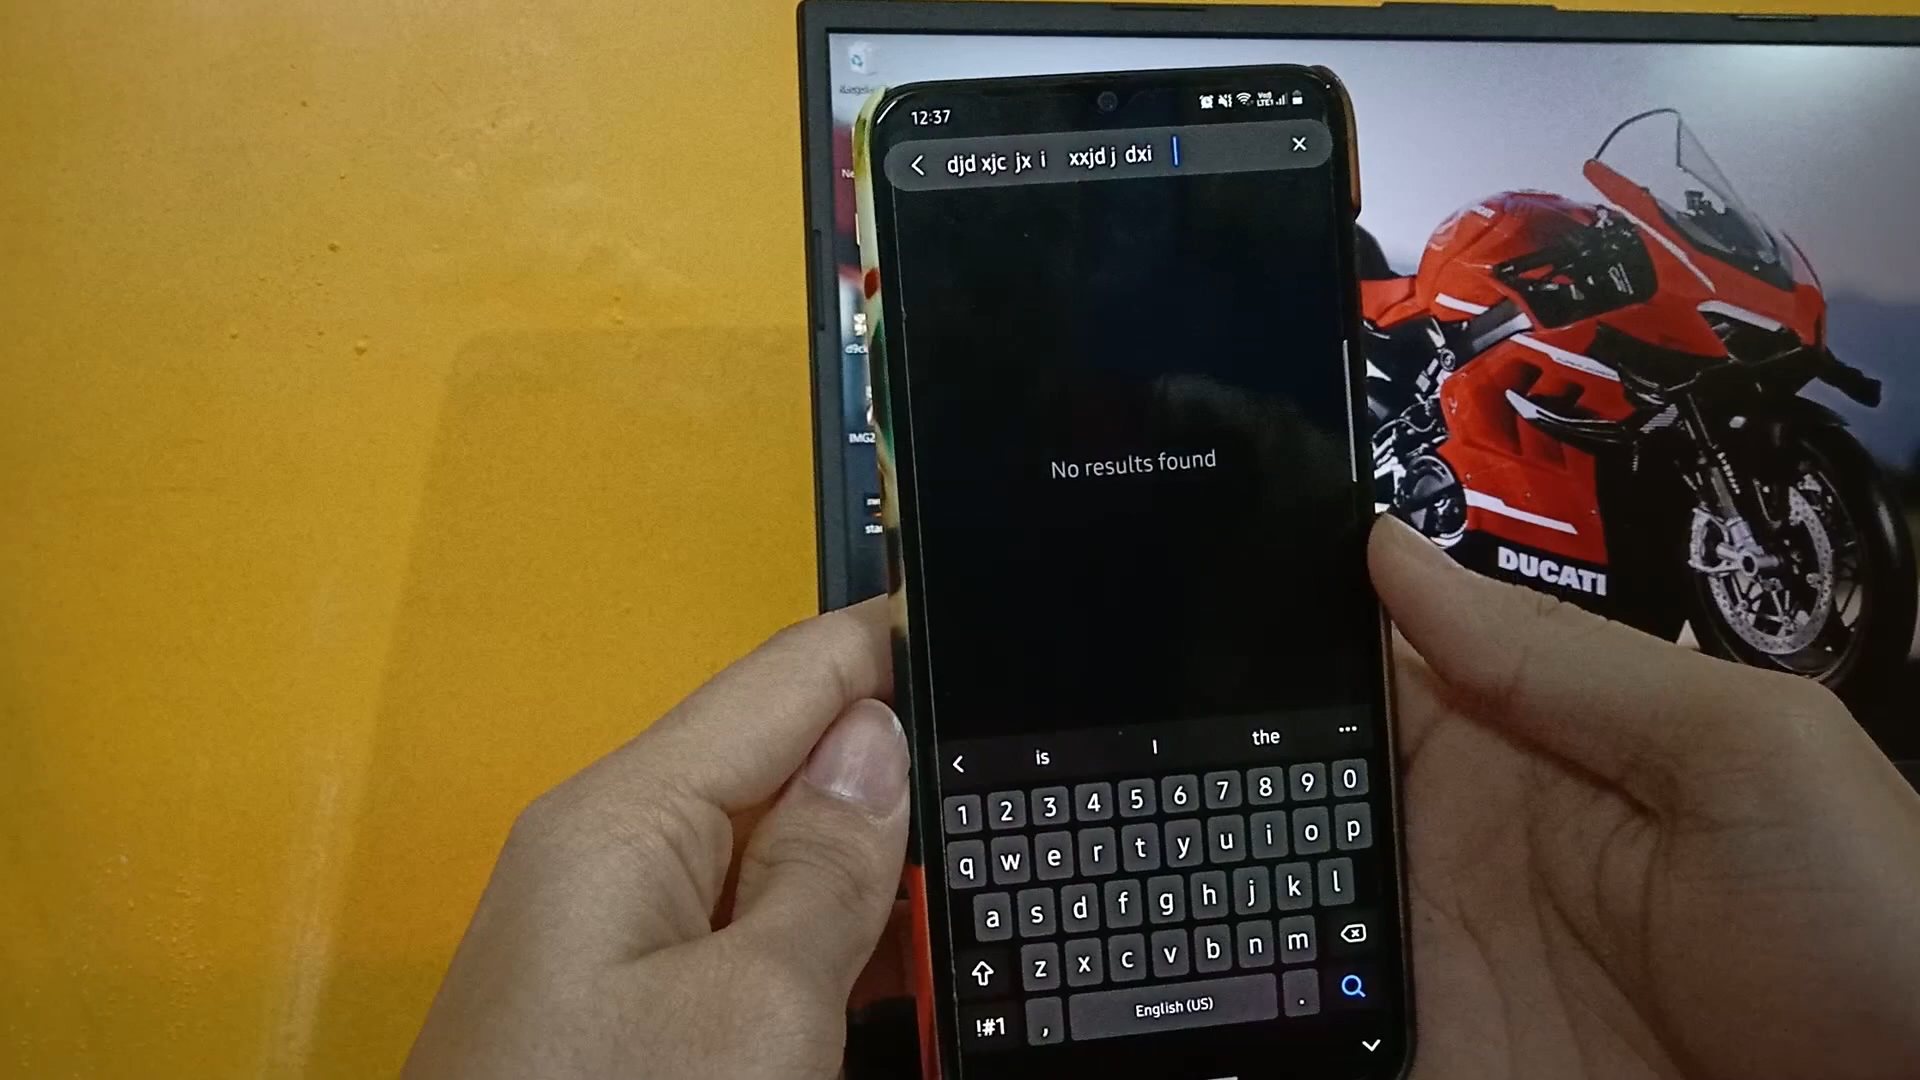 12:37
djd xjc jx i xxjd j dxi
No results found
is I the
1 2 3 4 5 6 7 8 9 0
q w e r t y u i o p
a s d f g h j k l
z x c v b n m
!#1 , English (US) .
DUCATI